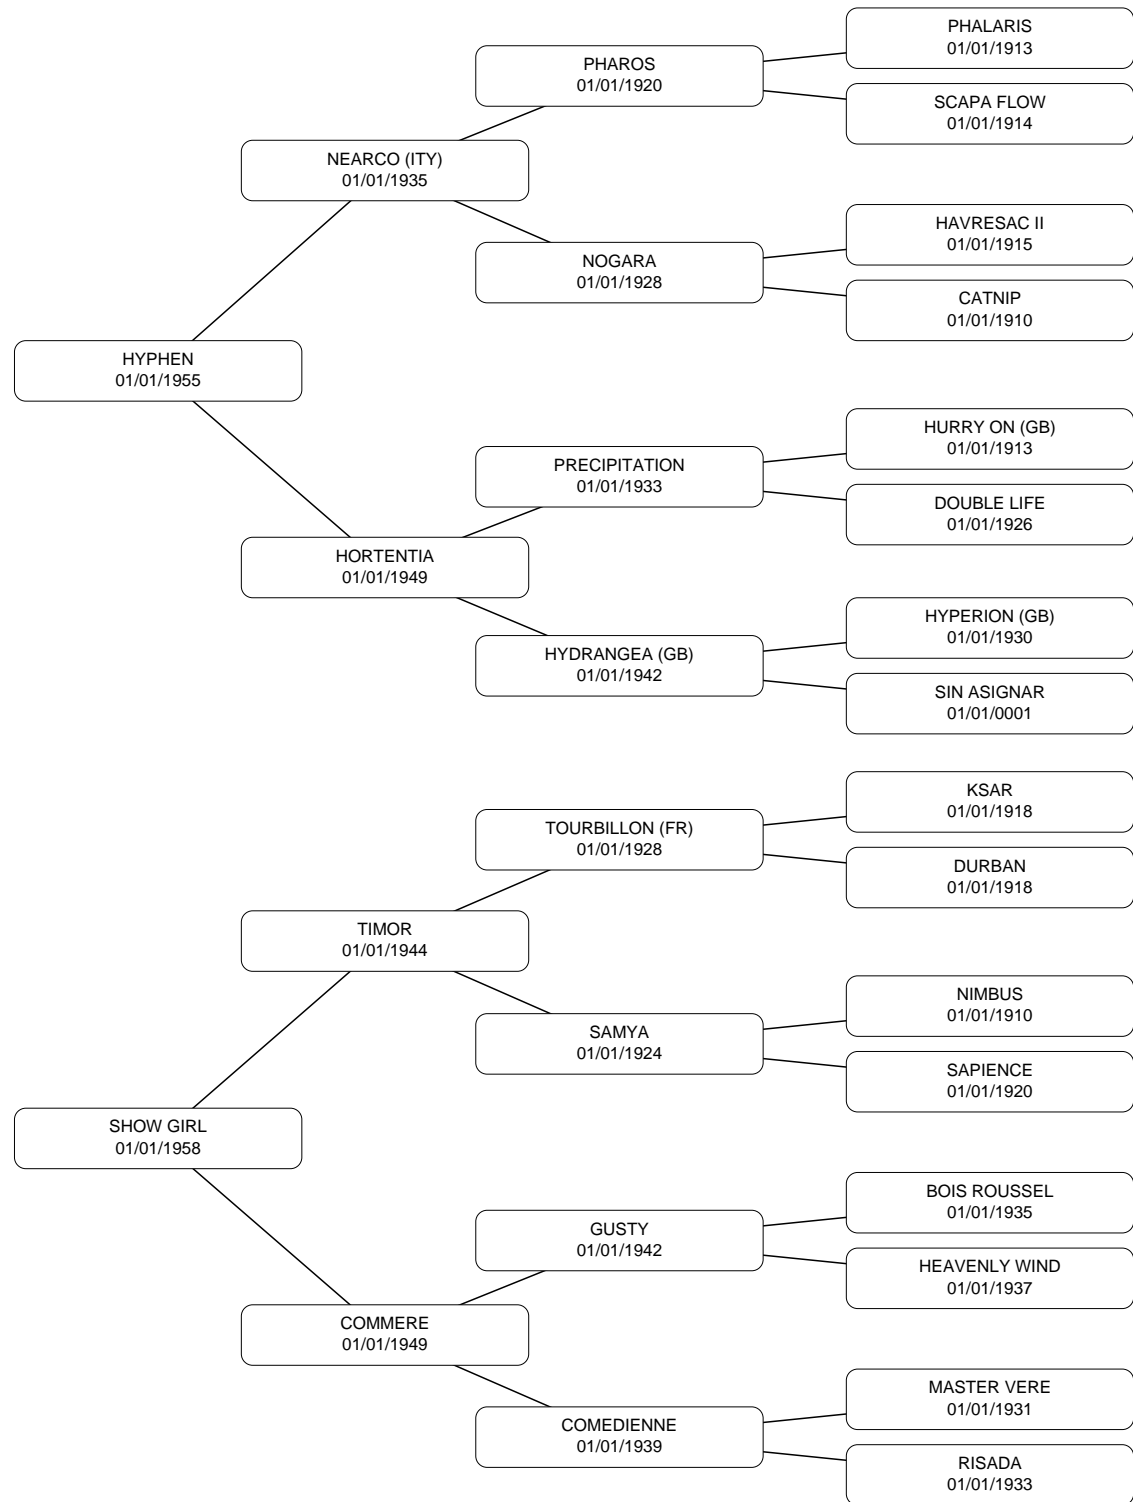 PHALARIS
01/01/1913
PHAROS
01/01/1920
SCAPA FLOW
01/01/1914
NEARCO (ITY)
01/01/1935
HAVRESAC II
01/01/1915
NOGARA
01/01/1928
CATNIP
01/01/1910
HYPHEN
01/01/1955
HURRY ON (GB)
01/01/1913
PRECIPITATION
01/01/1933
DOUBLE LIFE
01/01/1926
HORTENTIA
01/01/1949
HYPERION (GB)
01/01/1930
HYDRANGEA (GB)
01/01/1942
SIN ASIGNAR
01/01/0001
KSAR
01/01/1918
TOURBILLON (FR)
01/01/1928
DURBAN
01/01/1918
TIMOR
01/01/1944
NIMBUS
01/01/1910
SAMYA
01/01/1924
SAPIENCE
01/01/1920
SHOW GIRL
01/01/1958
BOIS ROUSSEL
01/01/1935
GUSTY
01/01/1942
HEAVENLY WIND
01/01/1937
COMMERE
01/01/1949
MASTER VERE
01/01/1931
COMEDIENNE
01/01/1939
RISADA
01/01/1933